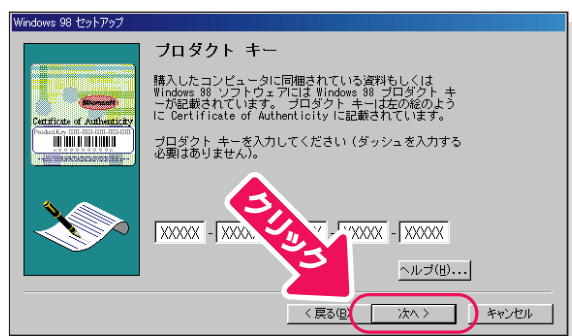 Windows 98 セットアップ
プロダクト キー
購入したコンピュータに同梱されている資料もしくは
Windows 98 ソフトウェアには Windows 98 プロダクト キ
ーが記載されています。 プロダクト キーは左の絵のよう
に Certificate of Authenticity に記載されています。
Microsoft
Certificate of Authenticity
プロダクト キーを入力してください (ダッシュを入力する
必要はありません)。
XXXXX - XXXX - XXXXX - XXXXX
クリック
ヘルプ(H)...
< 戻る(B) 次へ > キャンセル